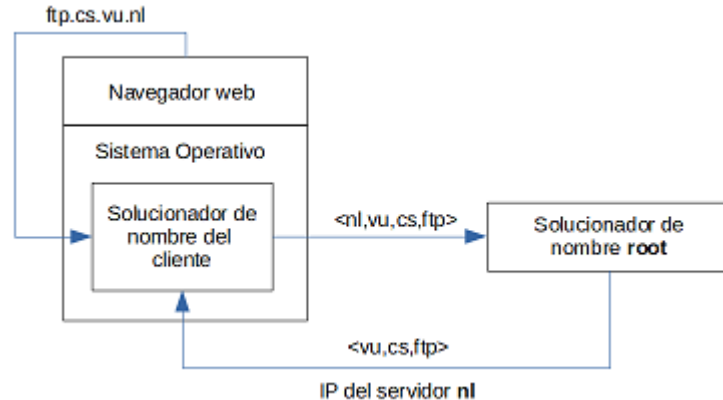 ftp.cs.vu.nl
Navegador web
Sistema Operativo
Solucionador de
nombre del
cliente
<nl,vu,cs,ftp>
Solucionador de
nombre root
<vu,cs,ftp>
IP del servidor nl